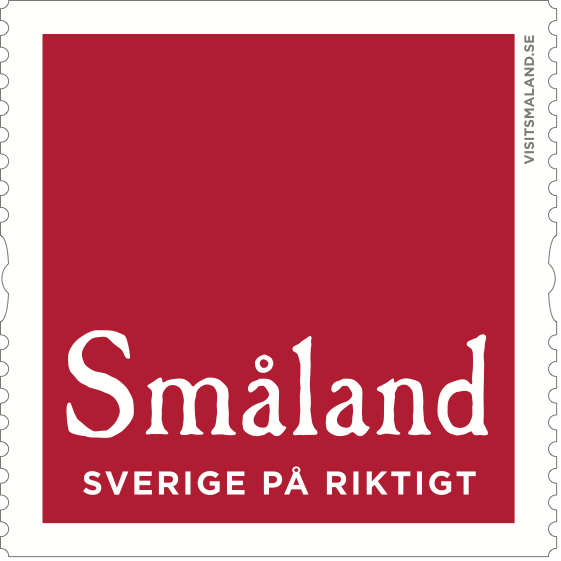 VISITSMALAND.SE
Småland
SVERIGE PÅ RIKTIGT